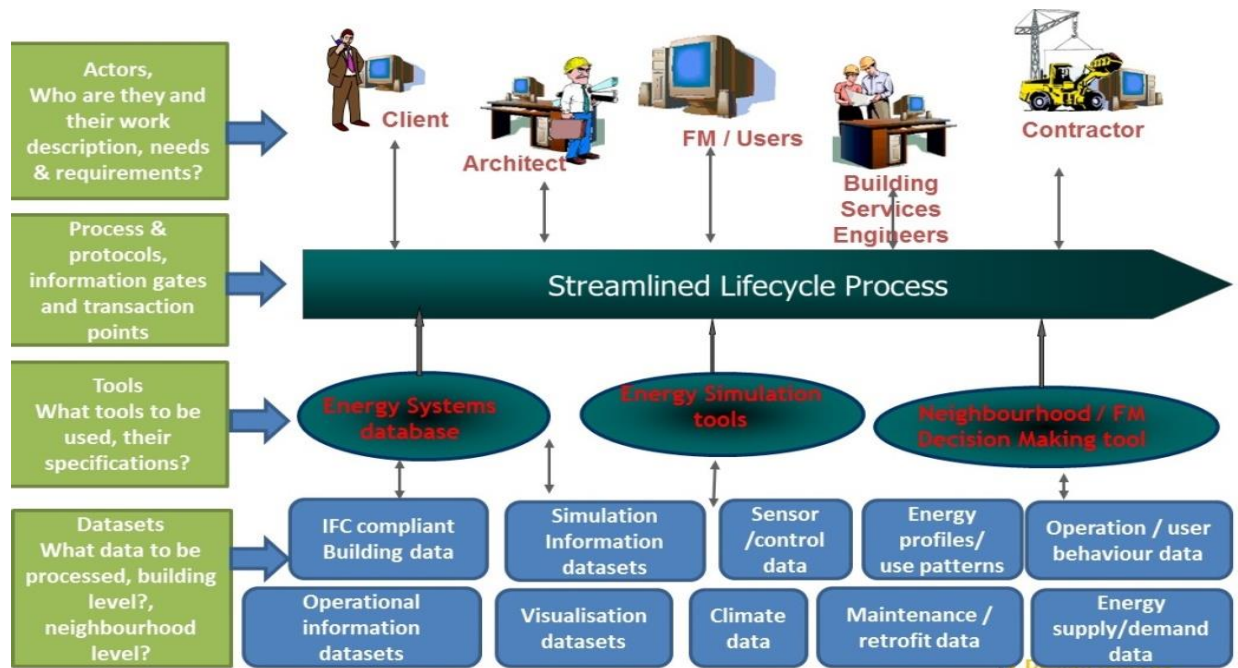 Actors,
Who are they and
their work
description, needs
& requirements?
Client
Architect
FM / Users
Building
Services
Engineers
Contractor
Process &
protocols,
information gates
and transaction
points
Streamlined Lifecycle Process
Tools
What tools to be
used, their
specifications?
Energy Systems
database
Energy Simulation
tools
Neighbourhood / FM
Decision Making tool
Datasets
What data to be
processed, building
level?,
neighbourhood
level?
IFC compliant
Building data
Simulation
Information
datasets
Sensor
/control
data
Energy
profiles/
use patterns
Operation / user
behaviour data
Operational
information
datasets
Visualisation
datasets
Climate
data
Maintenance /
retrofit data
Energy
supply/demand
data